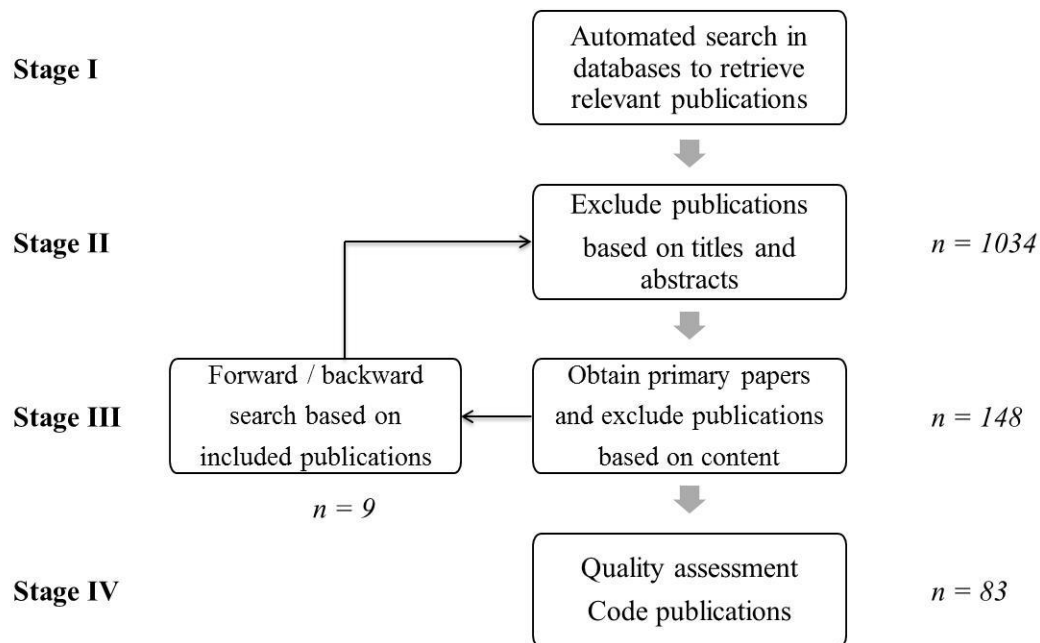 Stage I
Automated search in
databases to retrieve
relevant publications
Stage II
Exclude publications
based on titles and
abstracts
n = 1034
Stage III
Forward / backward
search based on
included publications
n = 9
Obtain primary papers
and exclude publications
based on content
n = 148
Stage IV
Quality assessment
Code publications
n = 83